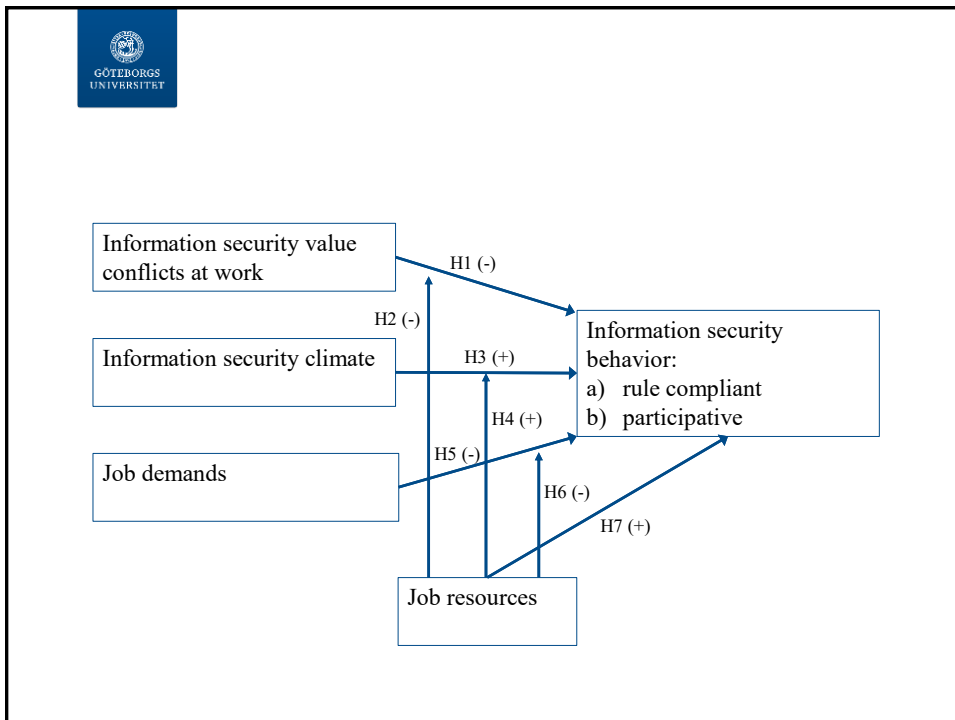 GÖTEBORGS
UNIVERSITET
Information security value
conflicts at work
H1 (-)
H2 (-)
Information security climate
H3 (+)
Information security
behavior:
a) rule compliant
b) participative
H4 (+)
Job demands
H5 (-)
H6 (-)
H7 (+)
Job resources